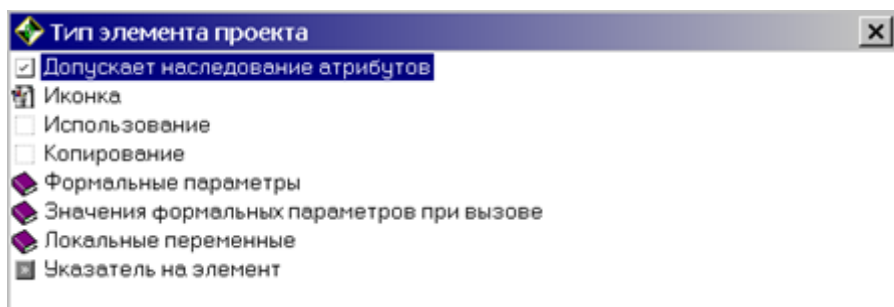 Тип элемента проекта
Допускает наследование атрибутов
Иконка
Использование
Копирование
Формальные параметры
Значения формальных параметров при вызове
Локальные переменные
Указатель на элемент